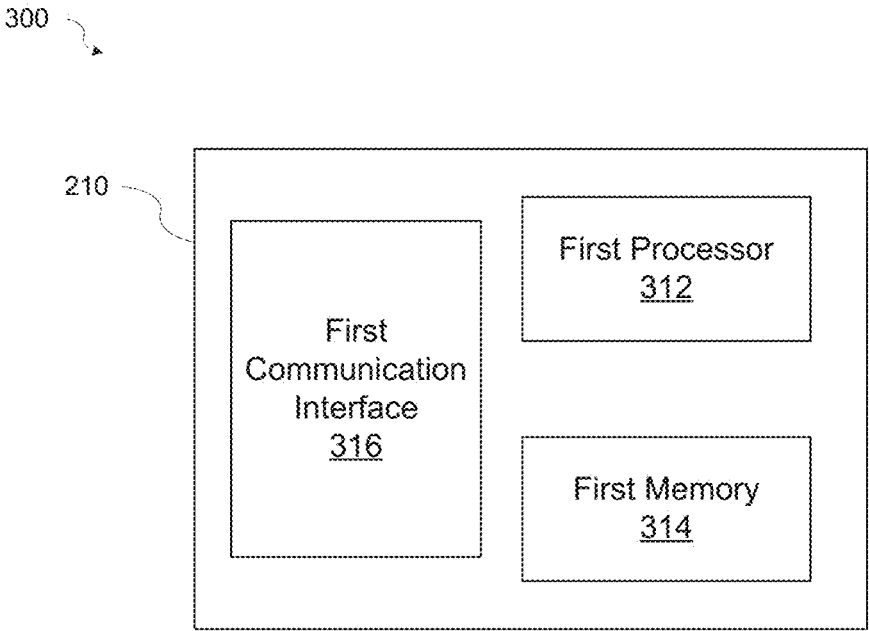 300
210
First Processor
312
First
Communication
Interface
316
First Memory
314